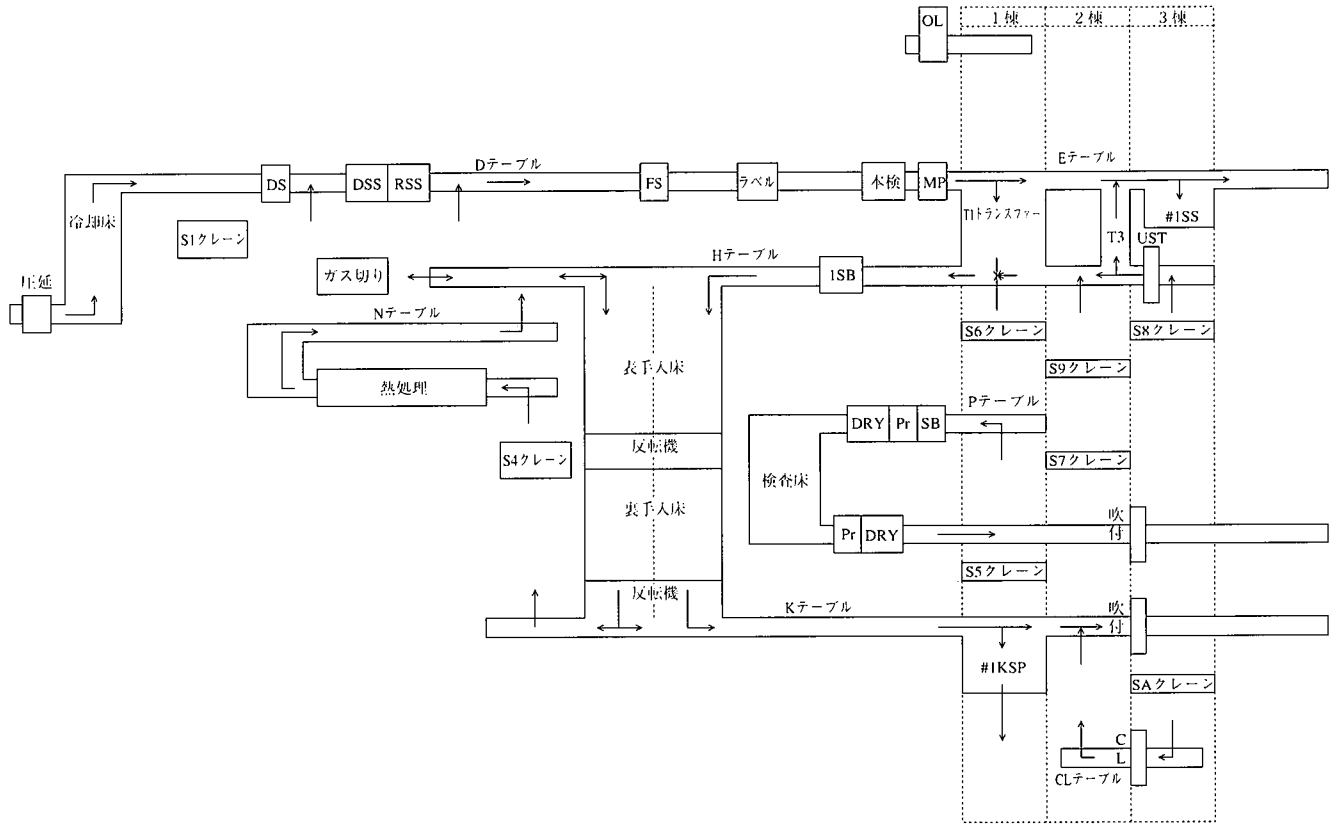 OL
1棟
2棟
3棟
Dテーブル
Eテーブル
DS
DSS
RSS
FS
ラベル
本検
MP
冷却床
T1トランスファー
#1SS
S1クレーン
T3
UST
Hテーブル
ガス切り
1SB
圧延
Nテーブル
S6クレーン
S8クレーン
表手入床
S9クレーン
熱処理
Pテーブル
DRY
Pr
SB
反転機
S4クレーン
S7クレーン
検査床
裏手入床
吹
付
Pr
DRY
S5クレーン
反転機
Kテーブル
吹
付
#1KSP
SAクレーン
C
L
CLテーブル